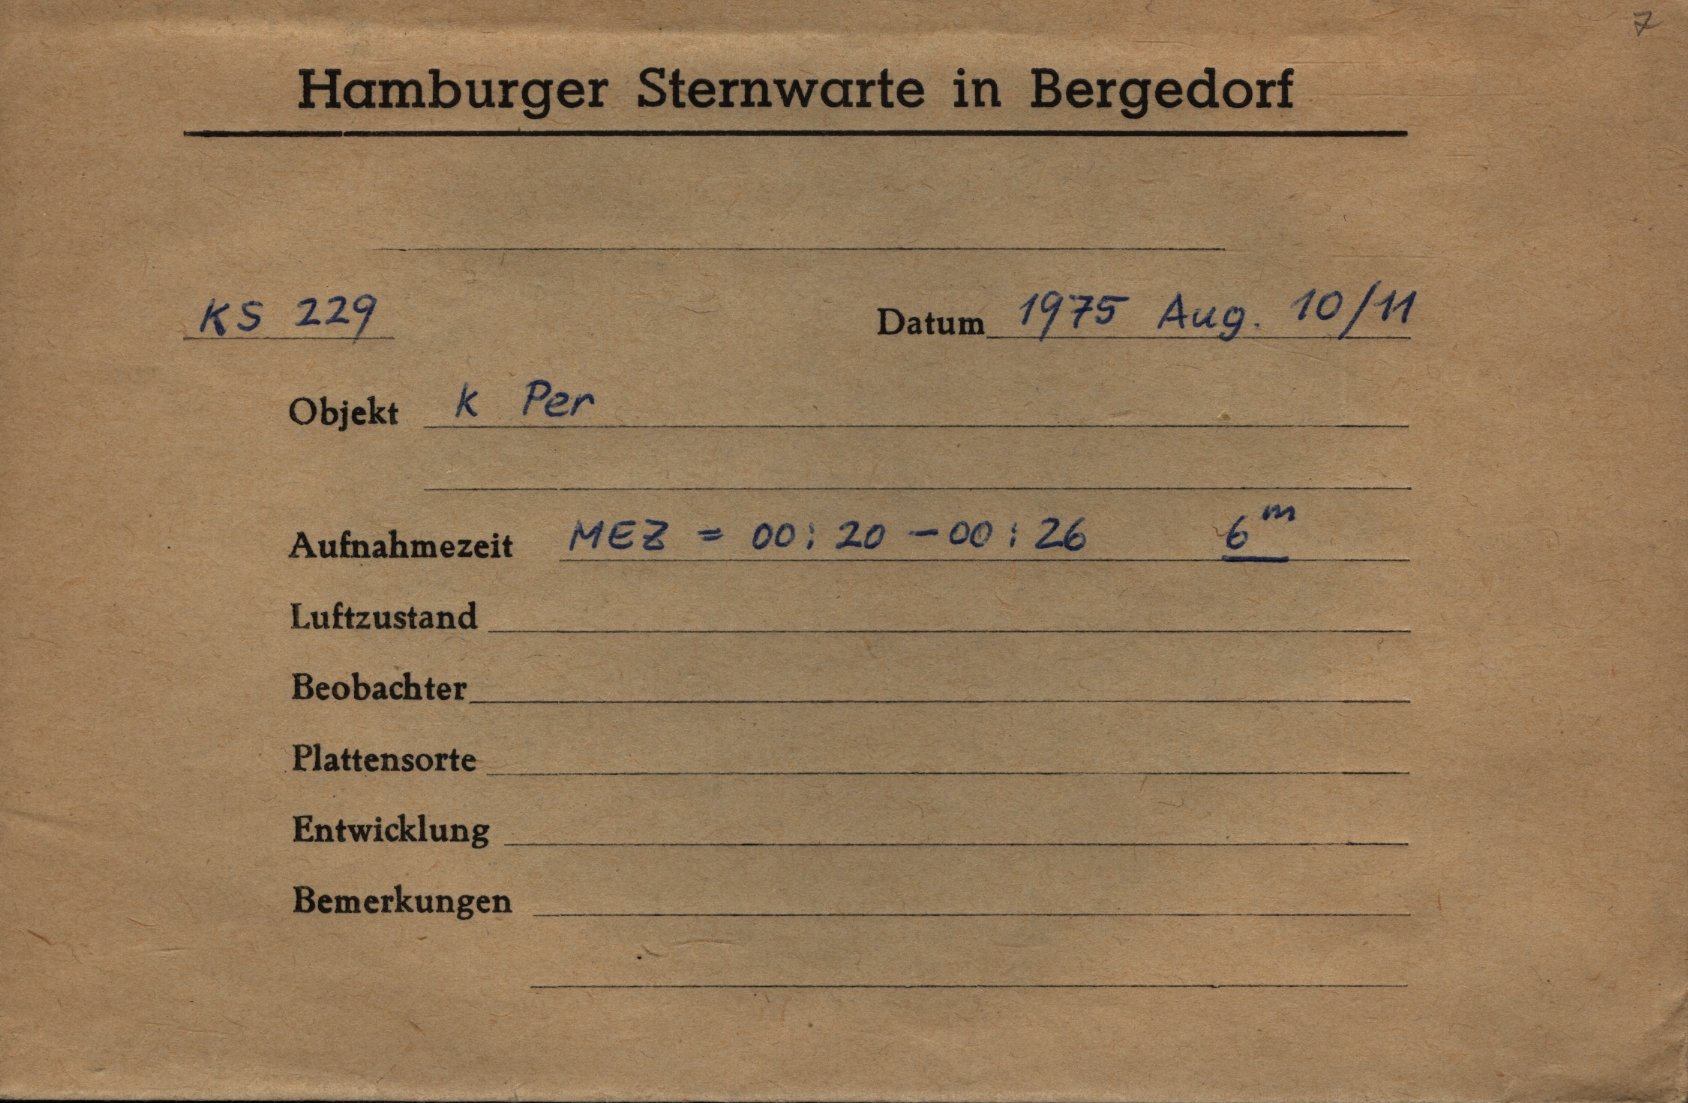 7
Hamburger Sternwarte in Bergedorf
KS 229 Datum 1975 Aug. 10/11
Objekt k Per
Aufnahmezeit MEZ = 00:20 – 00:26 6ᵐ
Luftzustand
Beobachter
Plattensorte
Entwicklung
Bemerkungen